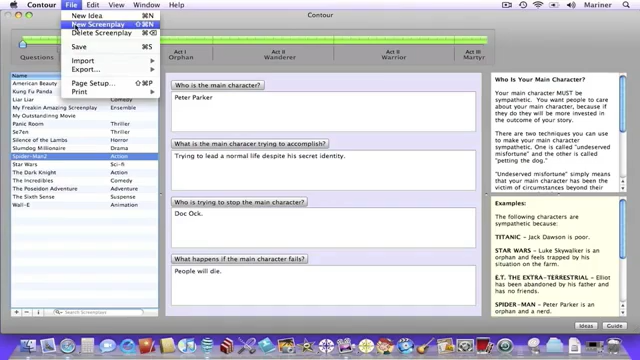 Contour File Edit View Window Help
Mariner
Contour
New Idea ⌘N
New Screenplay ⇧⌘N
Delete Screenplay ⌘⌫
Save ⌘S
Import
Export...
Page Setup... ⇧⌘P
Print
Questions
Act I
Orphan
Act II
Wanderer
Act II
Warrior
Act III
Martyr
Name
American Beauty
Kung Fu Panda
Liar Liar
My Freakin Amazing Screenplay
My Outstandiing Movie
Panic Room Thriller
Se7en Thriller
Silence of the Lambs Horror
Slumdog Millionaire Drama
Spider-Man2 Action
Star Wars Sci-fi
The Dark Knight Action
The Incredibles Comedy
The Poseidon Adventure Adventure
The Sixth Sense Suspense
Wall-E Animation
Search Screenplays
Who is the main character?
Peter Parker
What is the main characer trying to accomplish?
Trying to lead a normal life despite his secret identity.
Who is trying to stop the main character?
Doc Ock.
What happens if the main character fails?
People will die.
Who Is Your Main Character?
Your main character MUST be
sympathetic. You want people to care
about your main character, because if
they do they will be more invested in
the outcome of your story.
There are two techniques you can use
to make your main character
sympathetic. One is called "undeserved
misfortune" and the other is called
"petting the dog."
"Undeserved misfortune" simply means
that your main character has been the
victim of circumstances beyond their
Examples:
The following characters are
sympathetic because:
TITANIC – Jack Dawson is poor.
STAR WARS – Luke Skywalker is an
orphan and feels trapped by his
situation on the farm.
E.T. THE EXTRA-TERRESTRIAL – Elliot
has been abandoned by his father and
has no friends.
SPIDER-MAN – Peter Parker is an
orphan.
Ideas Guide